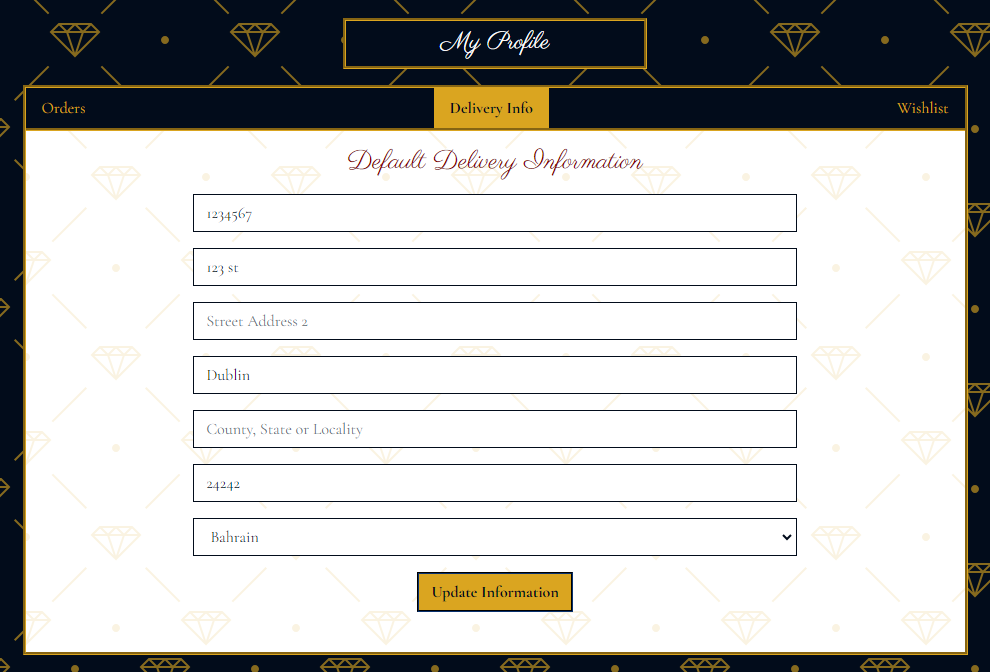 My Profile
Orders Delivery Info Wishlist
Default Delivery Information
1234567
123 st
Street Address 2
Dublin
County, State or Locality
24242
Bahrain
Update Information